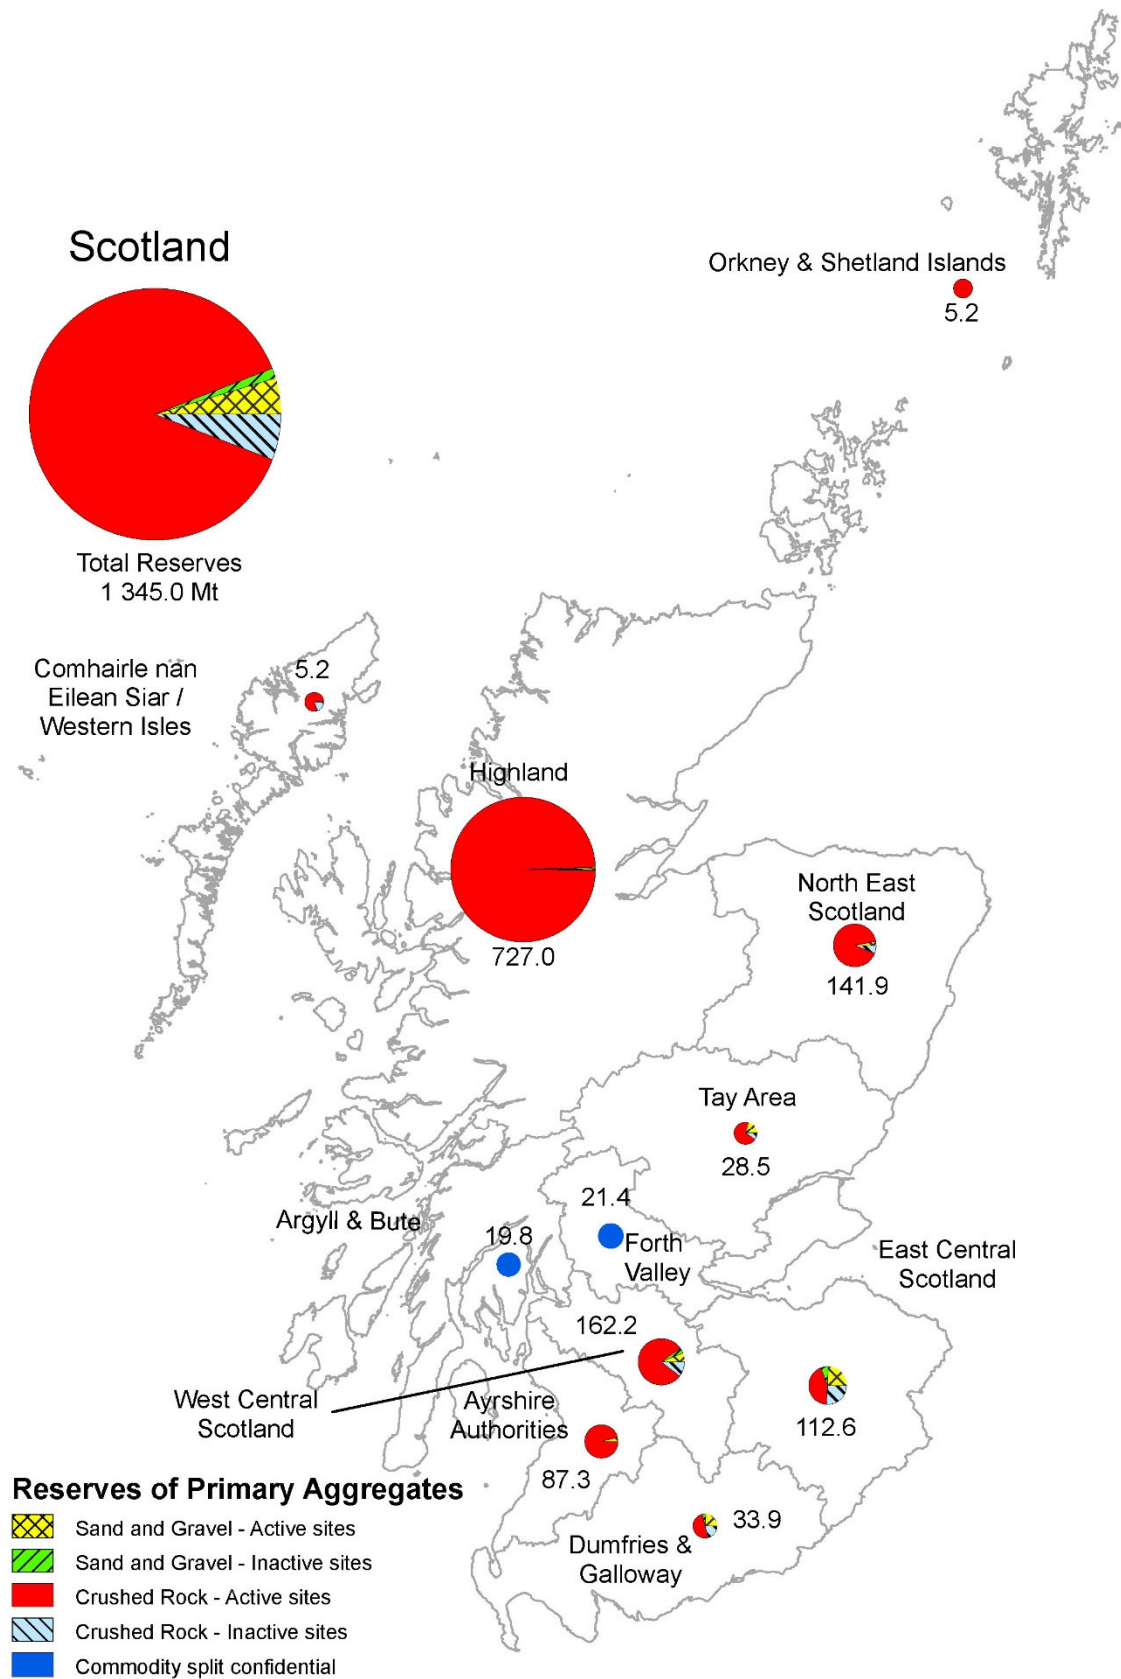 Scotland
Total Reserves
1 345.0 Mt
Orkney & Shetland Islands
5.2
Comhairle nan
Eilean Siar /
Western Isles
5.2
Highland
727.0
North East
Scotland
141.9
Tay Area
28.5
21.4
Forth
Valley
Argyll & Bute
19.8
East Central
Scotland
112.6
162.2
West Central
Scotland
Ayrshire
Authorities
87.3
33.9
Dumfries &
Galloway
Reserves of Primary Aggregates
Sand and Gravel - Active sites
Sand and Gravel - Inactive sites
Crushed Rock - Active sites
Crushed Rock - Inactive sites
Commodity split confidential